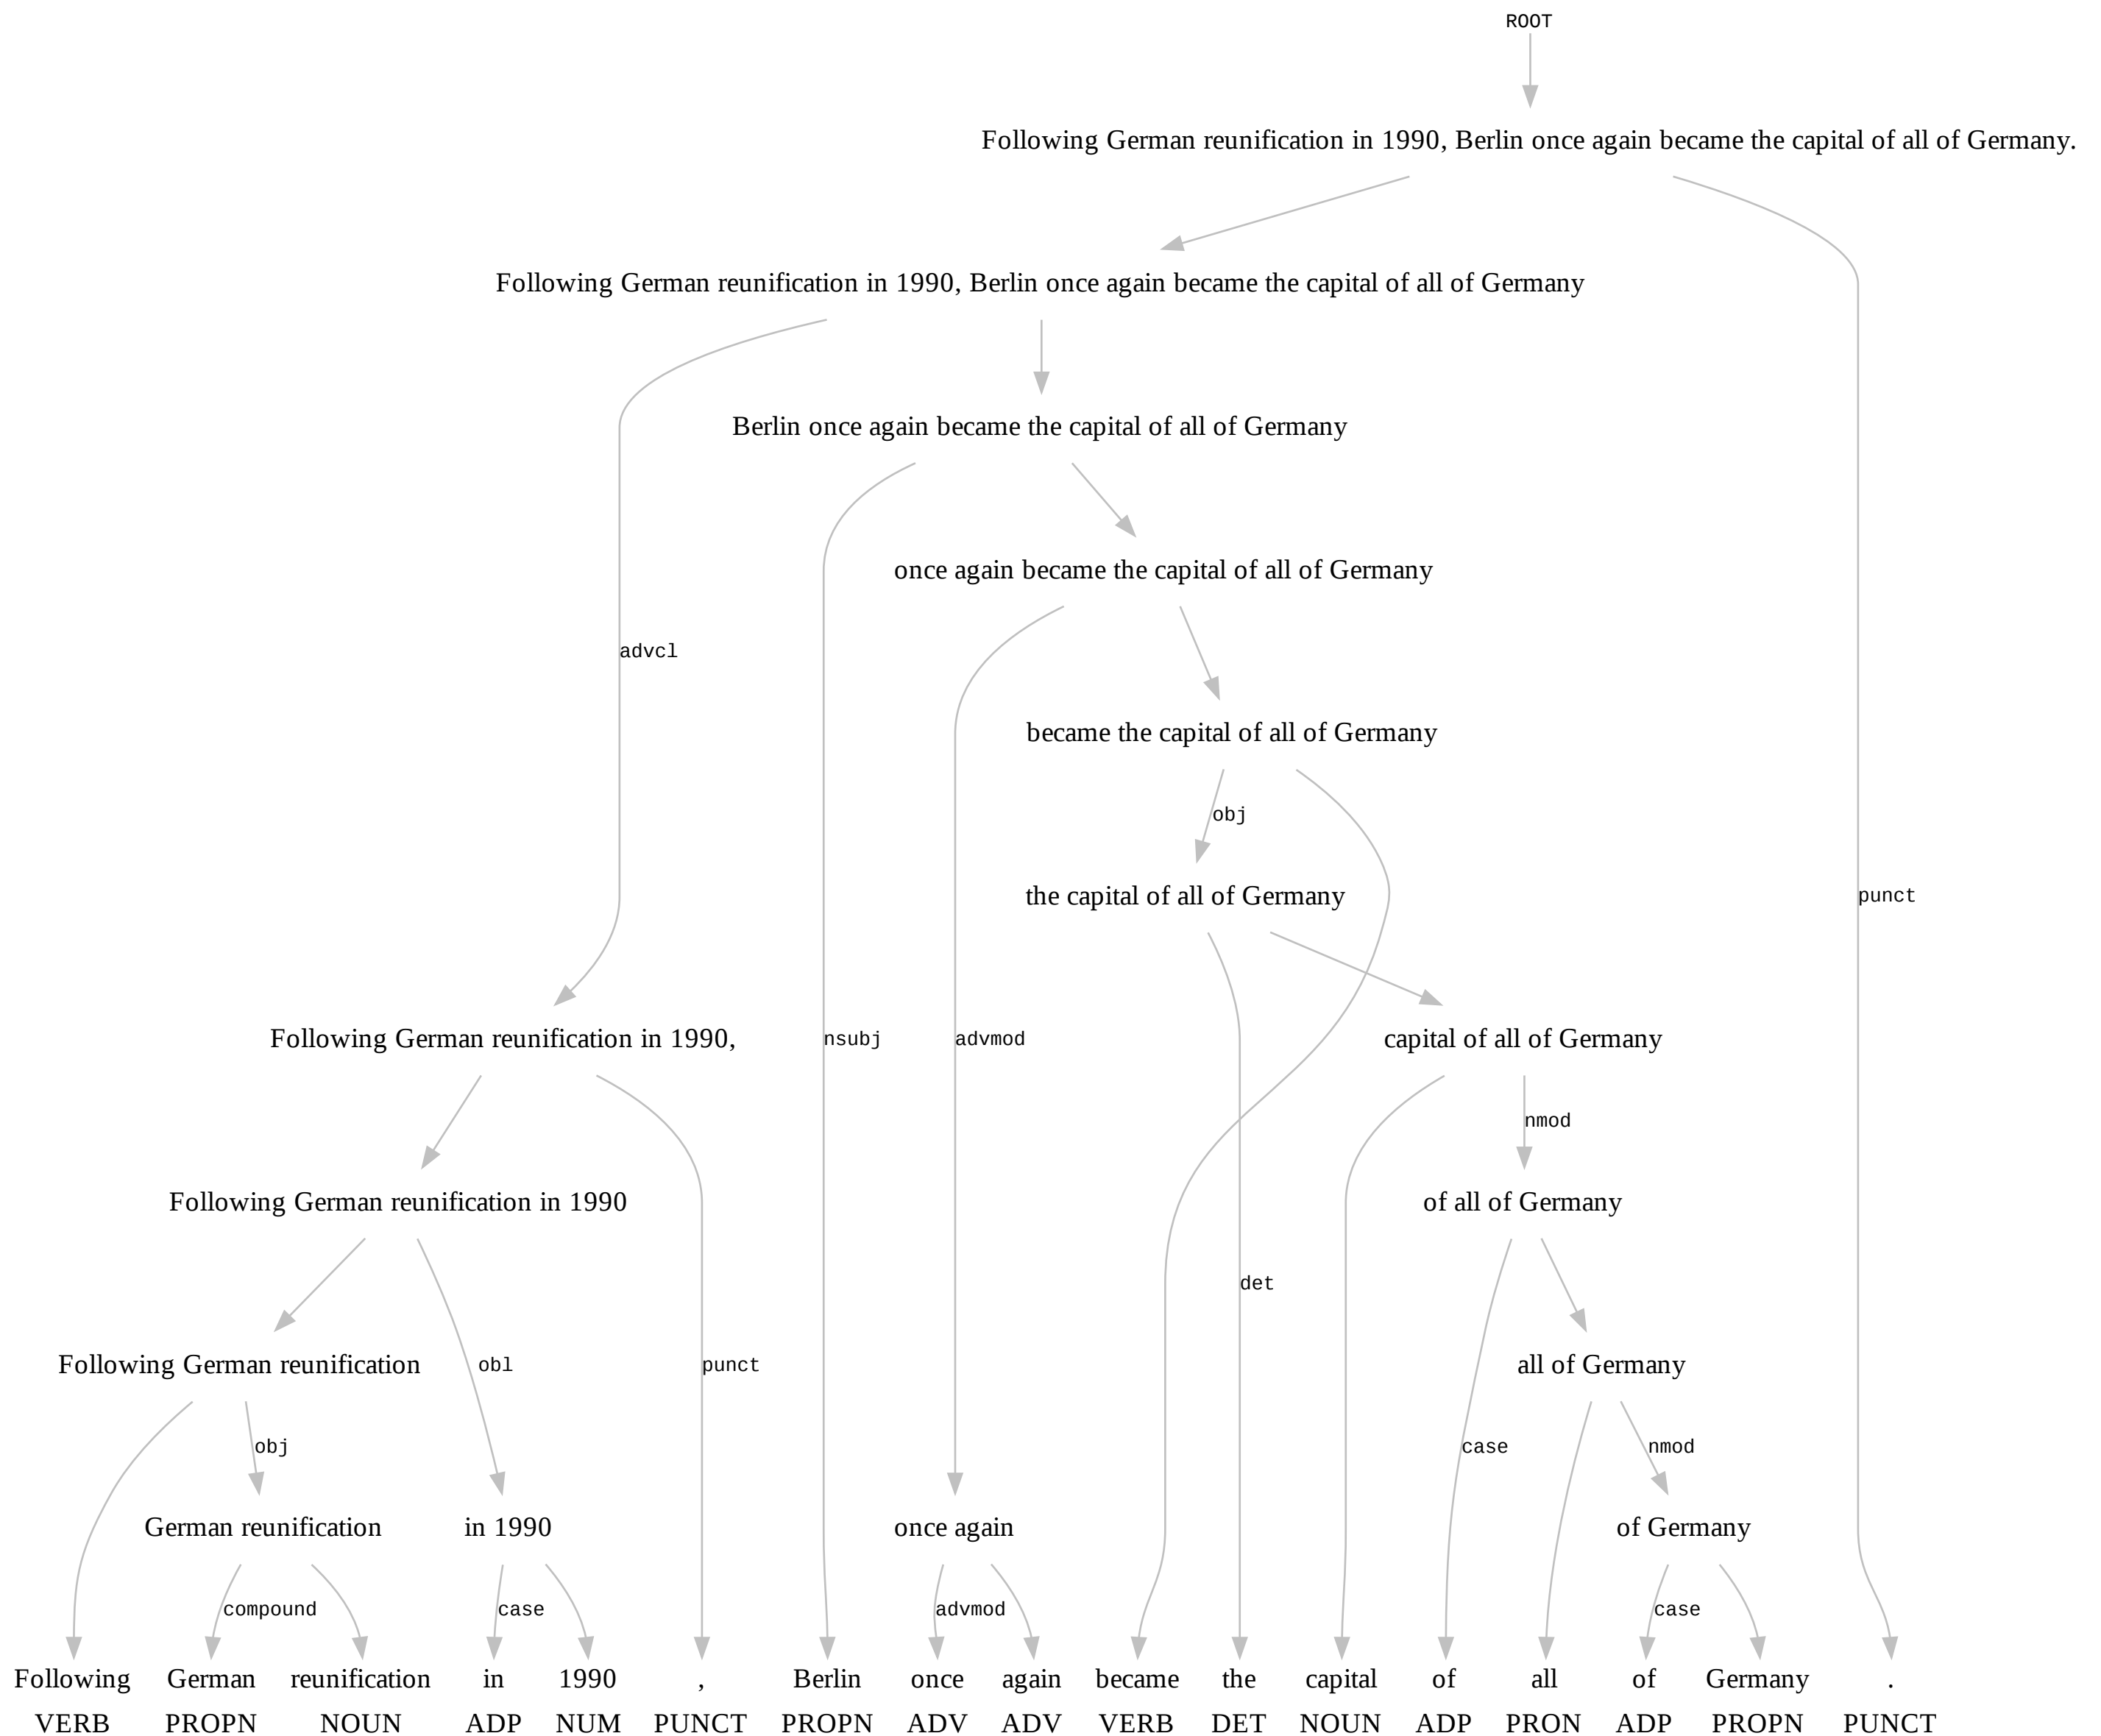 ROOT
Following German reunification in 1990, Berlin once again became the capital of all of Germany.
Following German reunification in 1990, Berlin once again became the capital of all of Germany
Berlin once again became the capital of all of Germany
once again became the capital of all of Germany
advcl
became the capital of all of Germany
obj
the capital of all of Germany
punct
Following German reunification in 1990,
nsubj
advmod
capital of all of Germany
nmod
Following German reunification in 1990
of all of Germany
det
Following German reunification
obl
punct
all of Germany
obj
case
nmod
German reunification
in 1990
once again
of Germany
compound
case
advmod
case
Following German reunification in 1990 , Berlin once again became the capital of all of Germany .
VERB PROPN NOUN ADP NUM PUNCT PROPN ADV ADV VERB DET NOUN ADP PRON ADP PROPN PUNCT